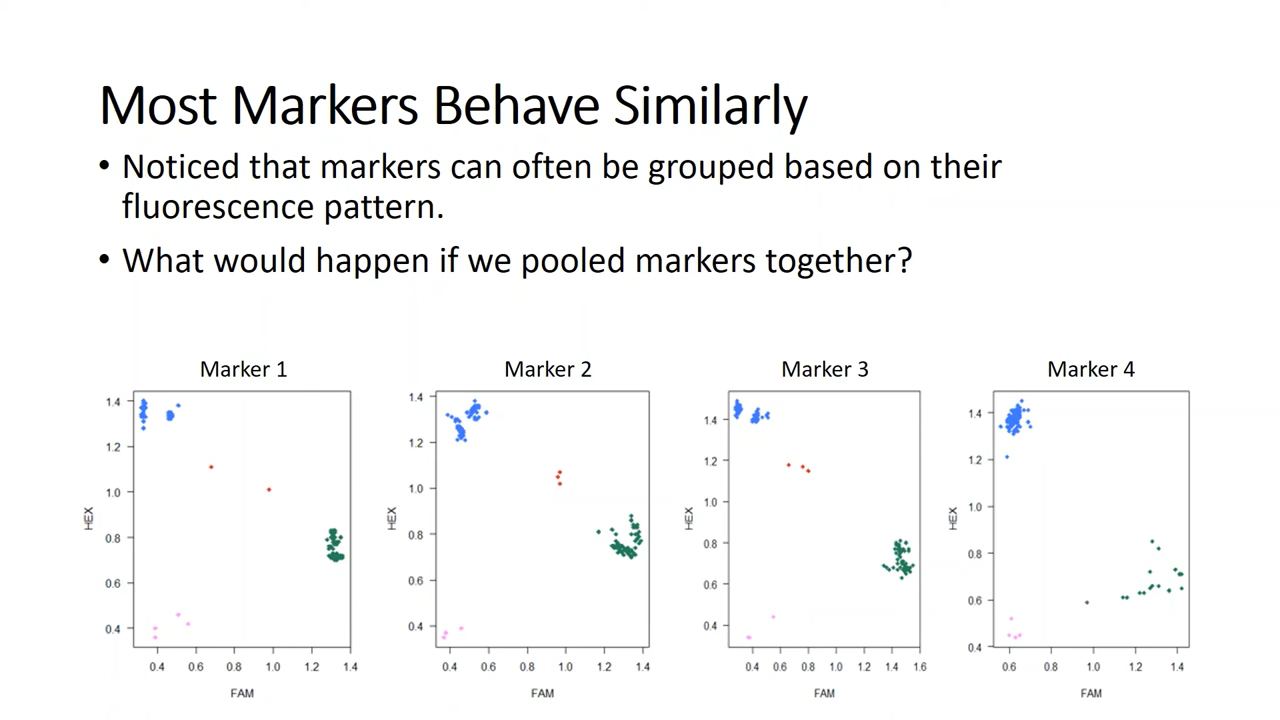 Most Markers Behave Similarly
• Noticed that markers can often be grouped based on their
fluorescence pattern.
• What would happen if we pooled markers together?
Marker 1
1.4
1.2
1.0
0.8
0.6
0.4
HEX
0.4 0.6 0.8 1.0 1.2 1.4
FAM
Marker 2
1.4
1.2
1.0
0.8
0.6
0.4
HEX
0.4 0.6 0.8 1.0 1.2 1.4
FAM
Marker 3
1.4
1.2
1.0
0.8
0.6
0.4
HEX
0.4 0.6 0.8 1.0 1.2 1.4 1.6
FAM
Marker 4
1.4
1.2
1.0
0.8
0.6
0.4
HEX
0.6 0.8 1.0 1.2 1.4
FAM